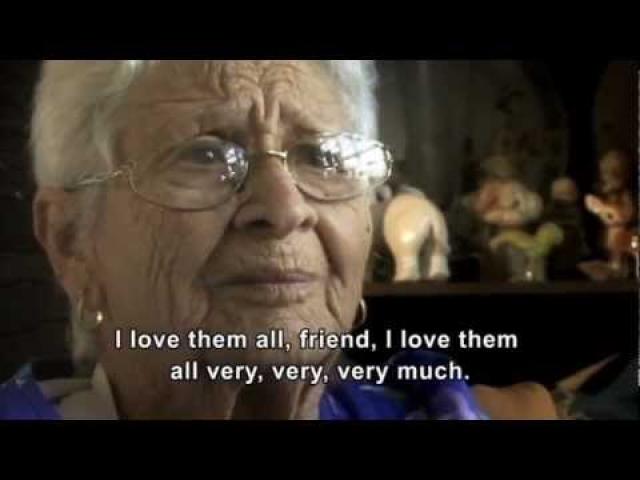 I love them all, friend, I love them
all very, very, very much.